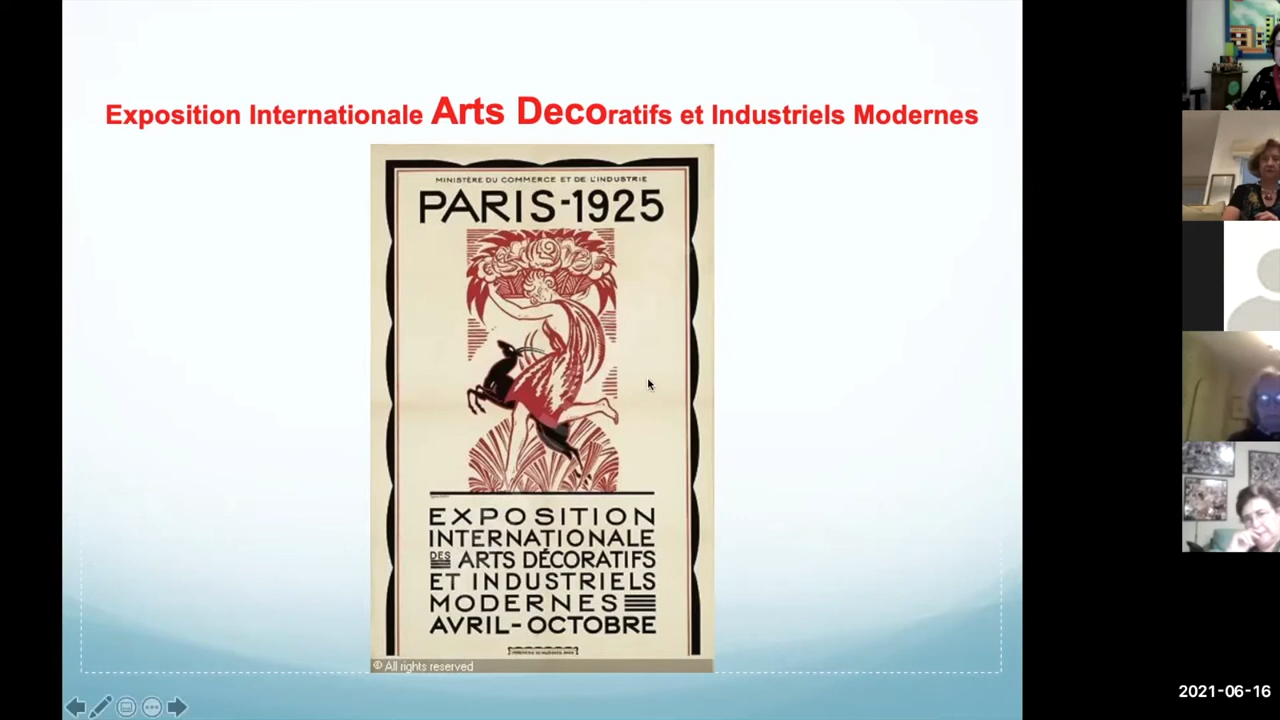 Exposition Internationale Arts Decoratifs et Industriels Modernes
MINISTÈRE DU COMMERCE ET DE L'INDUSTRIE
PARIS-1925
EXPOSITION
INTERNATIONALE
DES ARTS DÉCORATIFS
ET INDUSTRIELS
MODERNES
AVRIL-OCTOBRE
© All rights reserved
2021-06-16